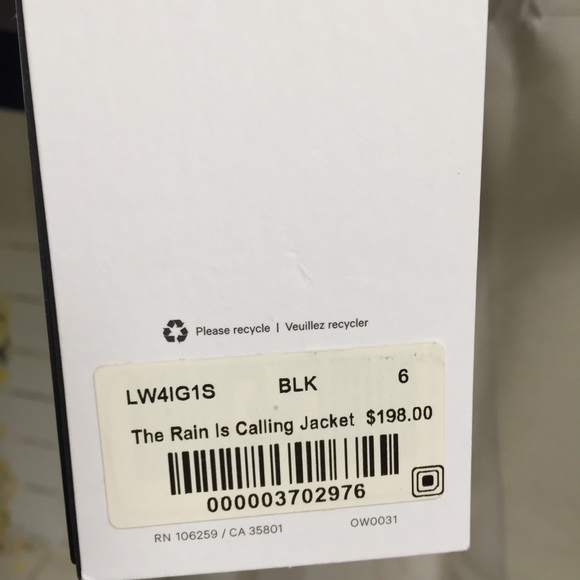 Please recycle | Veuillez recycler
LW4IG1S BLK 6
The Rain Is Calling Jacket $198.00
000003702976
RN 106259 / CA 35801 OW0031